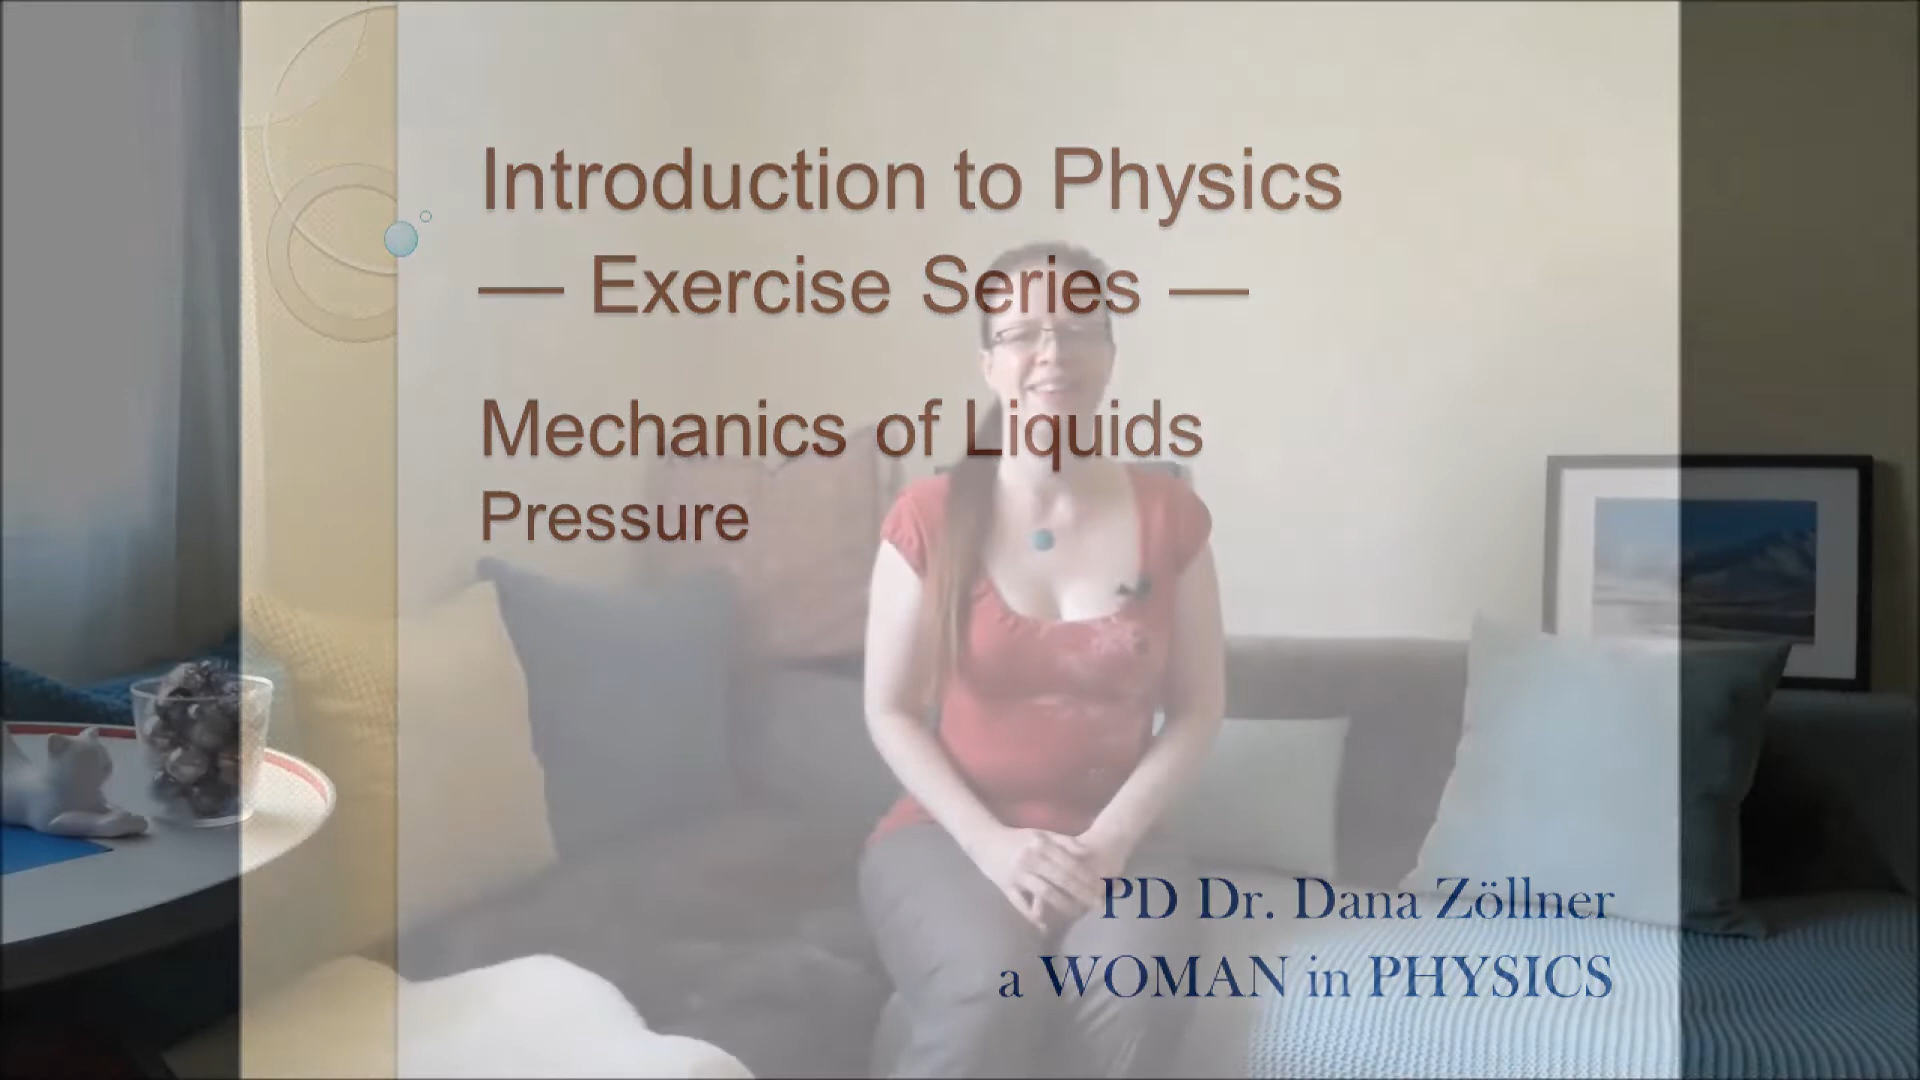 Introduction to Physics
— Exercise Series —
Mechanics of Liquids
Pressure
PD Dr. Dana Zöllner
a WOMAN in PHYSICS